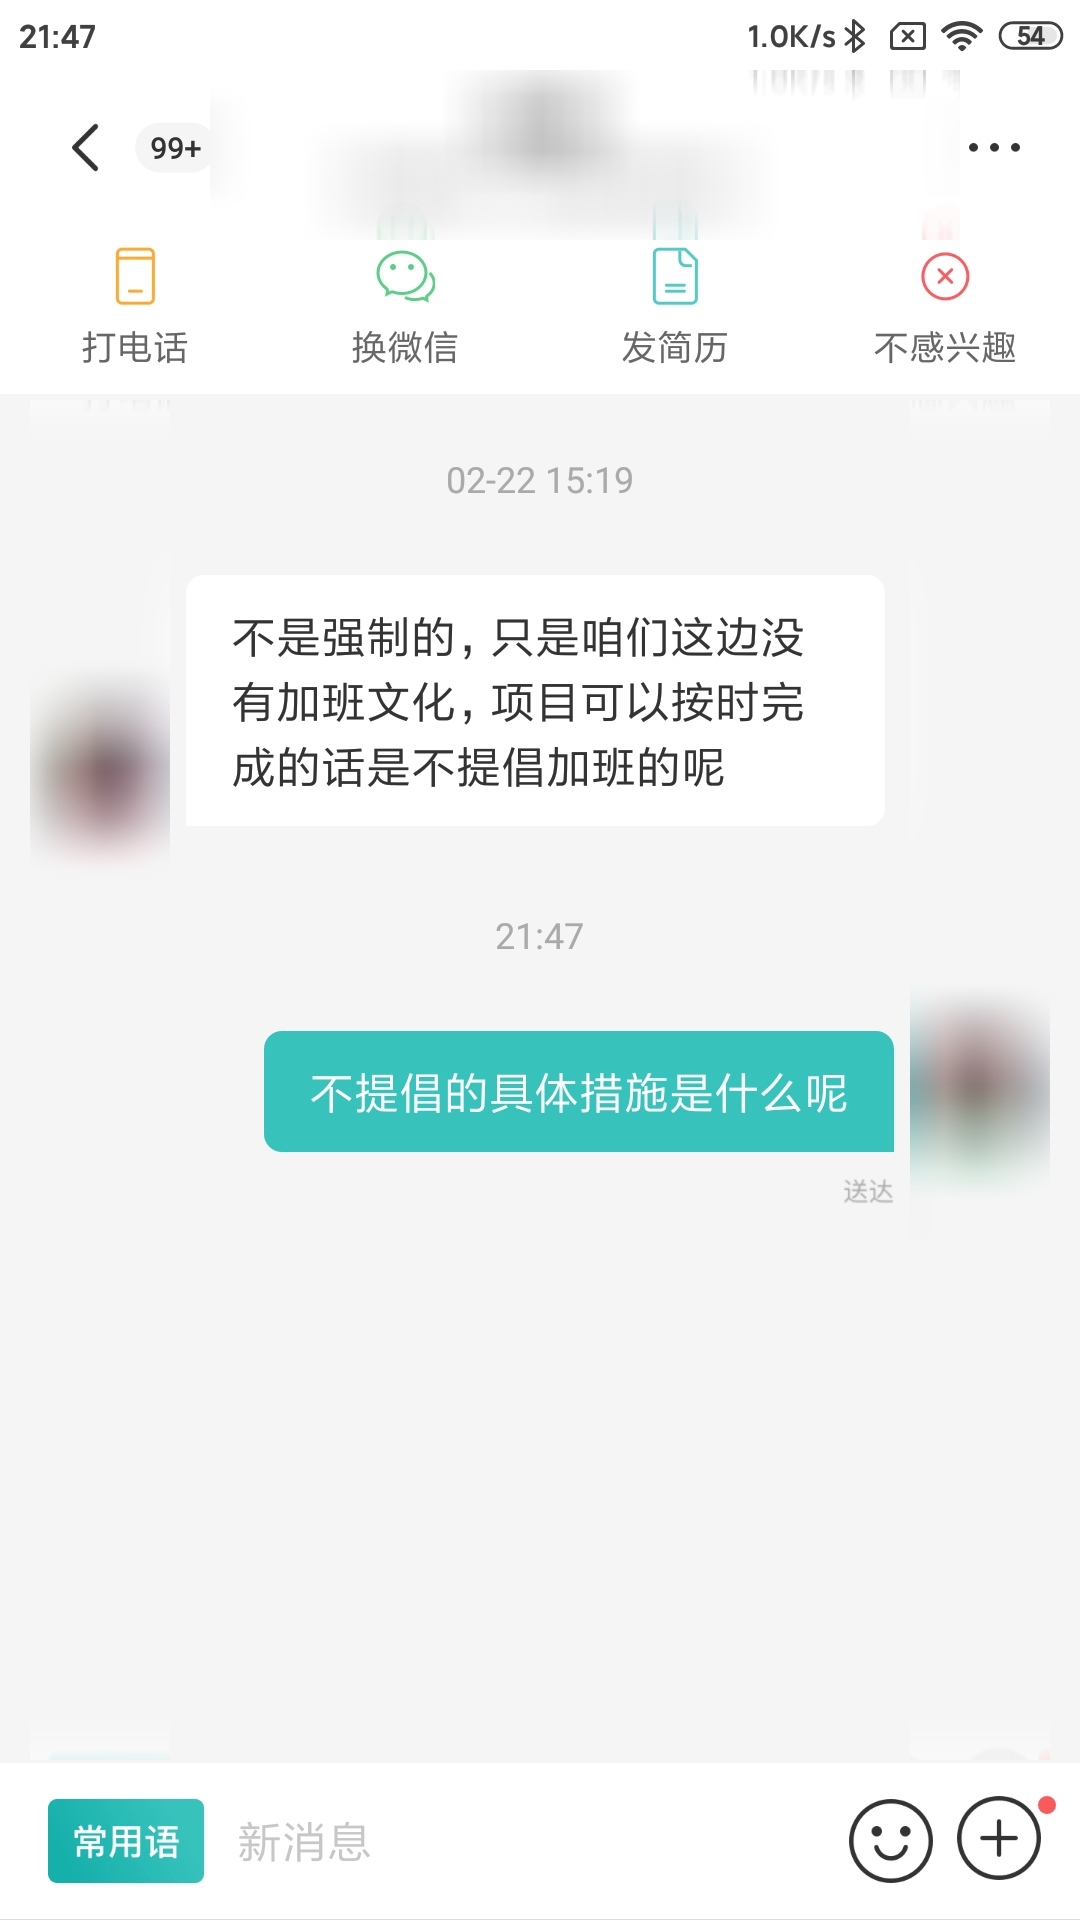 21:47
1.0K/s
54
99+
打电话
换微信
发简历
不感兴趣
02-22 15:19
不是强制的，只是咱们这边没
有加班文化，项目可以按时完
成的话是不提倡加班的呢
21:47
不提倡的具体措施是什么呢
送达
常用语
新消息